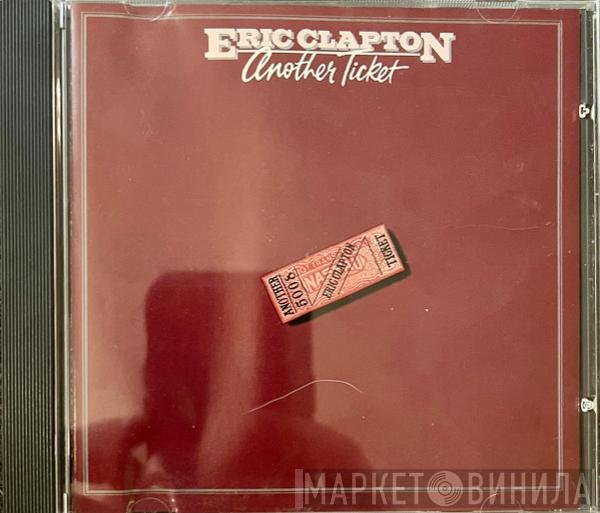 ERIC CLAPTON
Another Ticket
ANOTHER
5008
ERIC CLAPTON
TICKET
МАРКЕТ ВИНИЛА